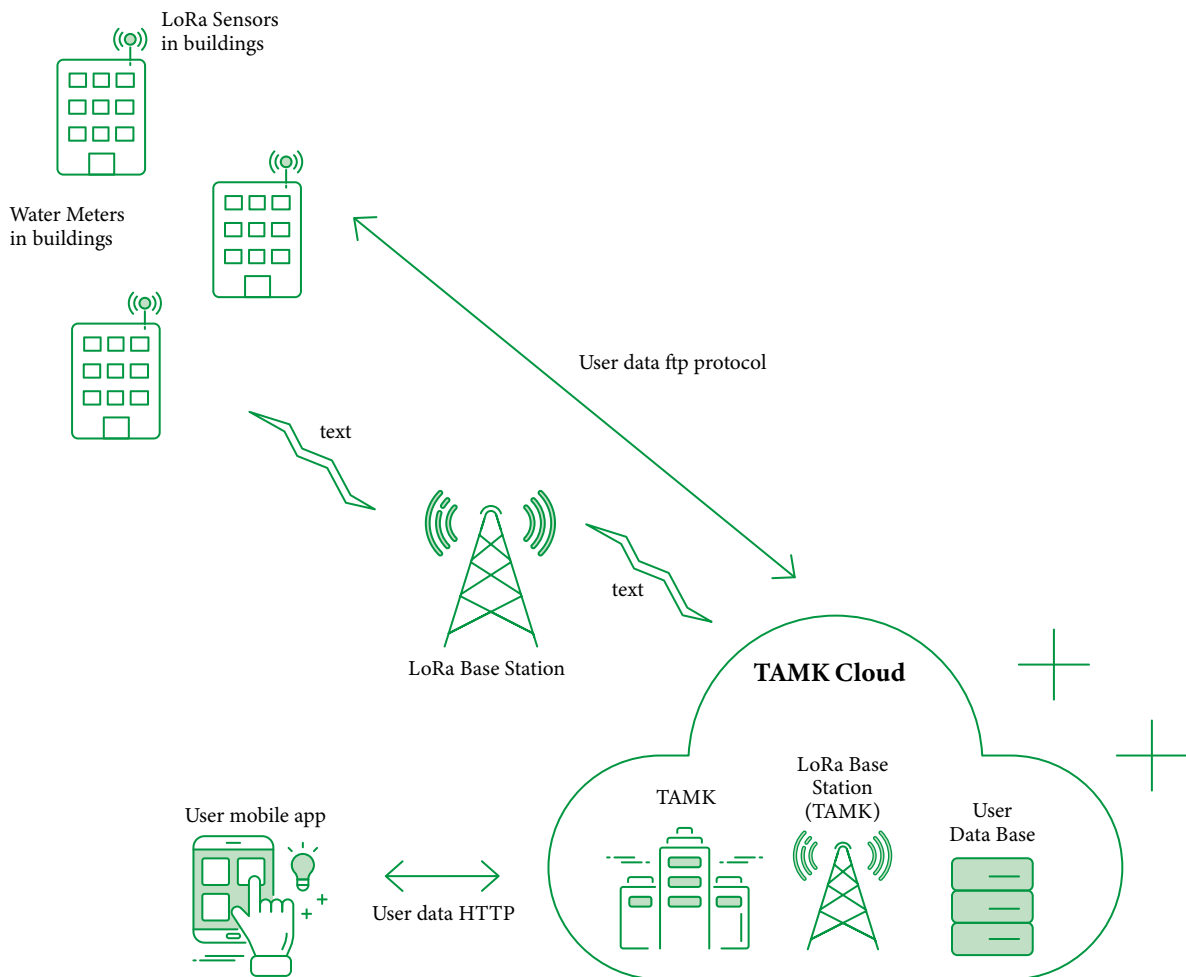 LoRa Sensors
in buildings
Water Meters
in buildings
User data ftp protocol
text
text
LoRa Base Station
TAMK Cloud
TAMK
LoRa Base
Station
(TAMK)
User
Data Base
User mobile app
User data HTTP